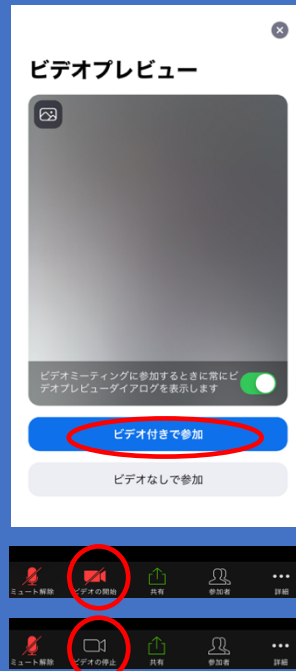 ビデオプレビュー
ビデオミーティングに参加するときに常にビ
デオプレビューダイアログを表示します
ビデオ付きで参加
ビデオなしで参加
ミュート解除 ビデオの開始 共有 参加者 詳細
ミュート解除 ビデオの停止 共有 参加者 詳細